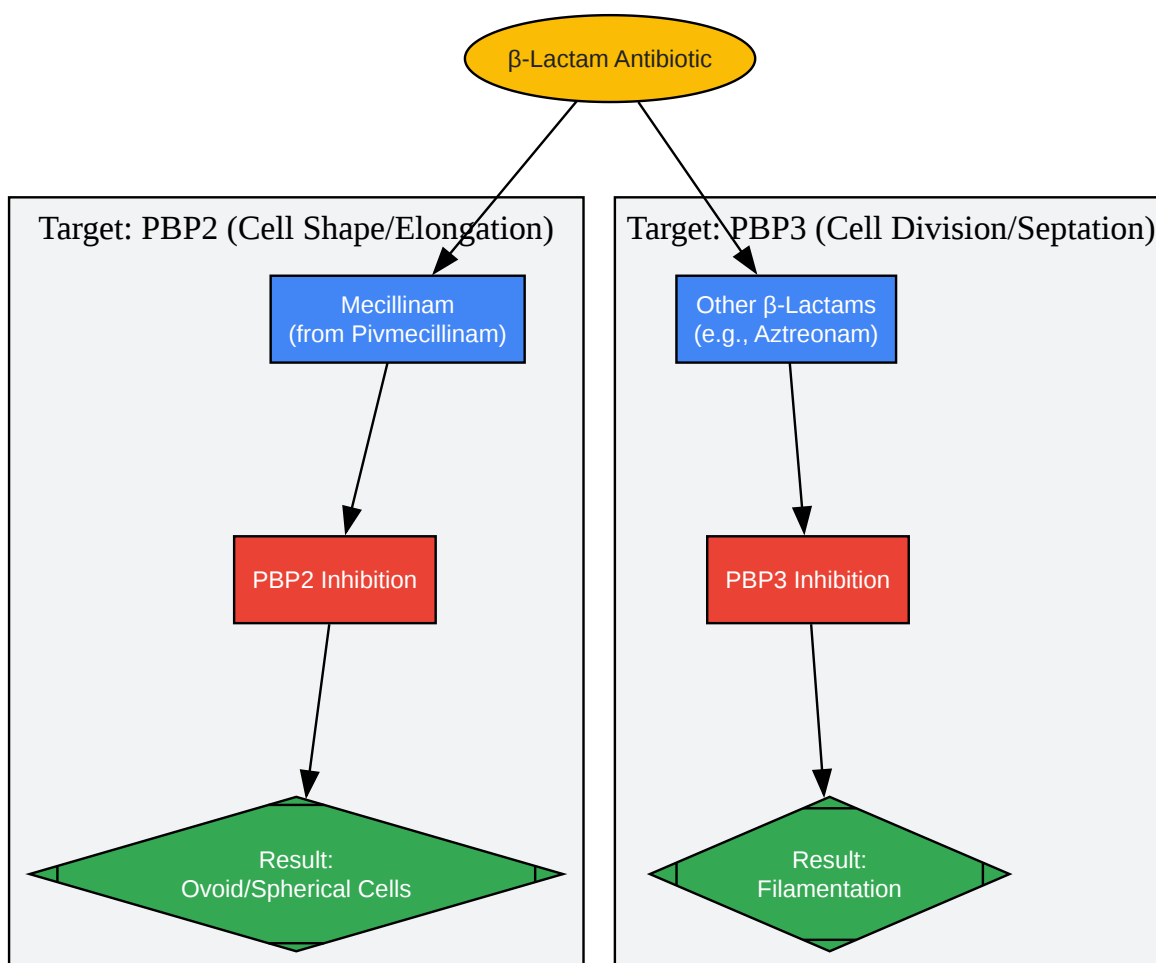 β-Lactam Antibiotic
Target: PBP2 (Cell Shape/Elongation)
Target: PBP3 (Cell Division/Septation)
Mecillinam
(from Pivmecillinam)
Other β-Lactams
(e.g., Aztreonam)
PBP2 Inhibition
PBP3 Inhibition
Result:
Ovoid/Spherical Cells
Result:
Filamentation